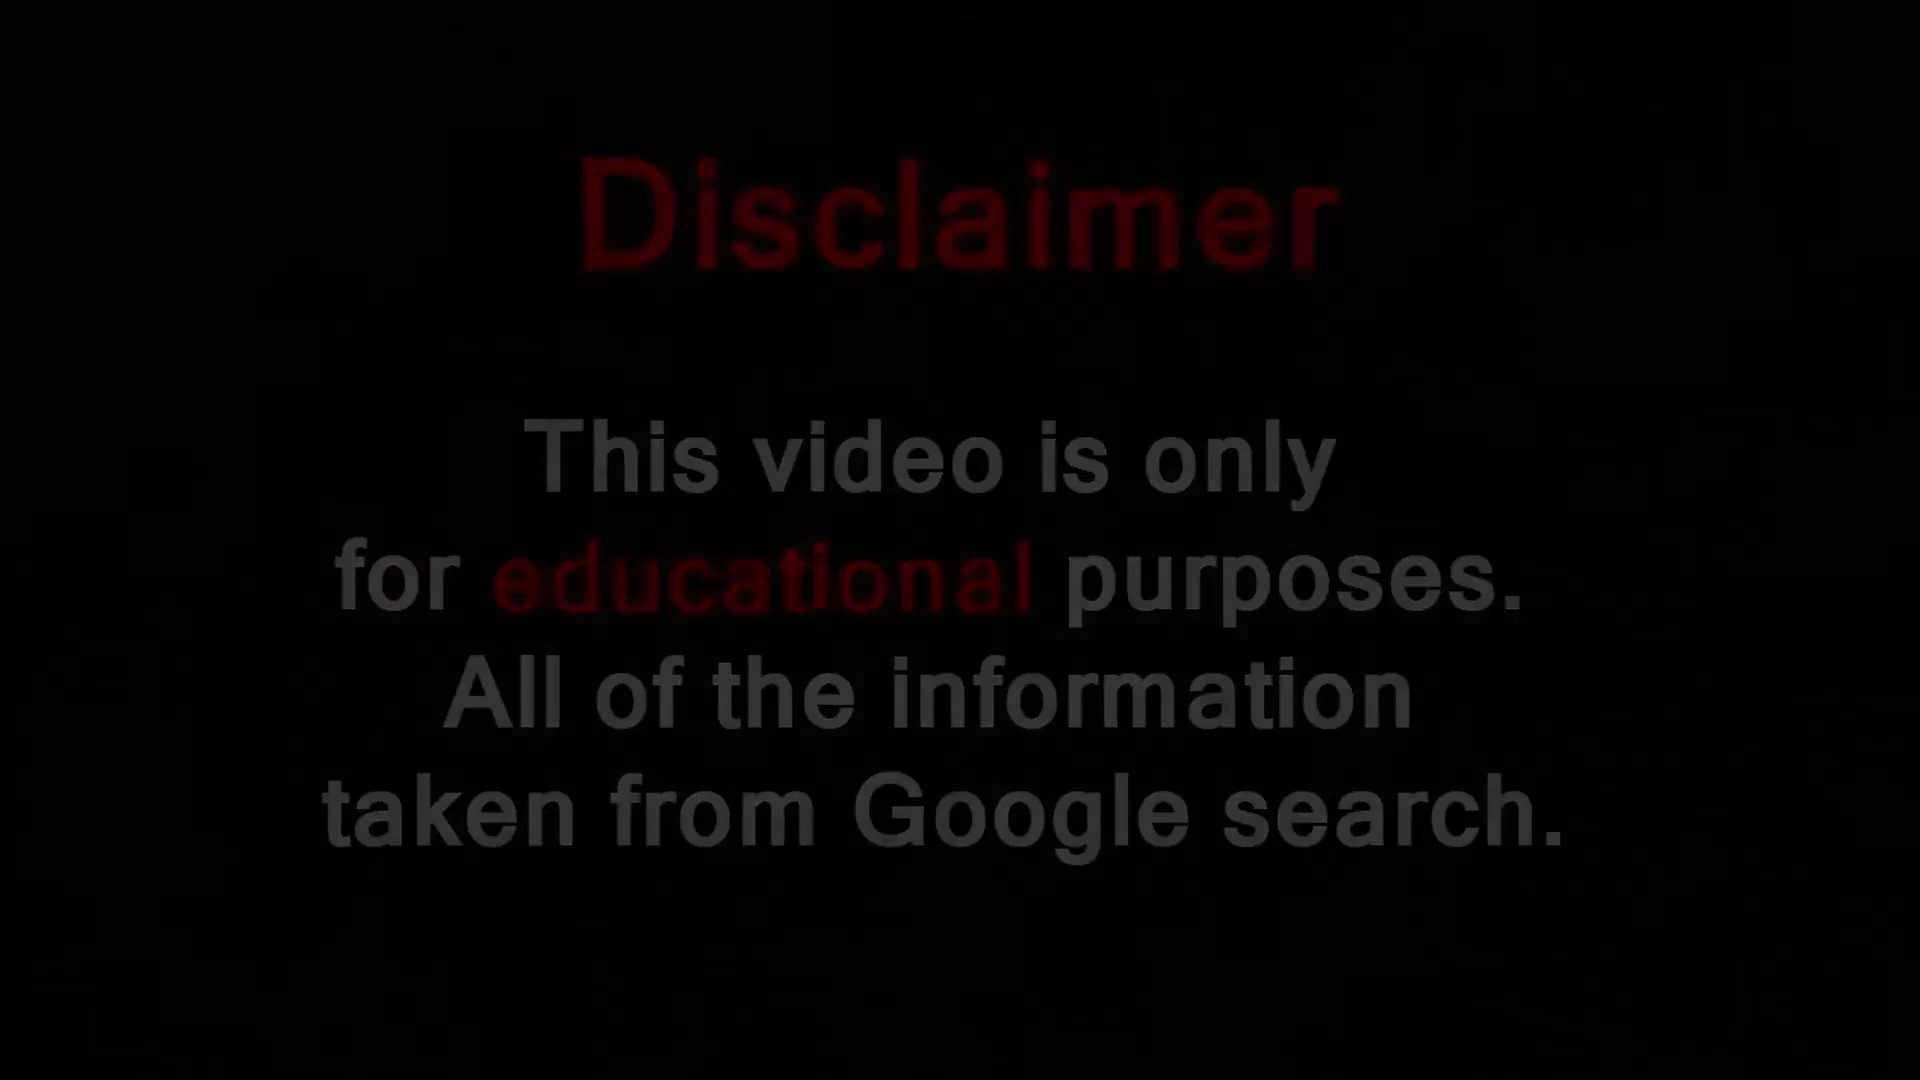 Disclaimer
This video is only
for educational purposes.
All of the information
taken from Google search.